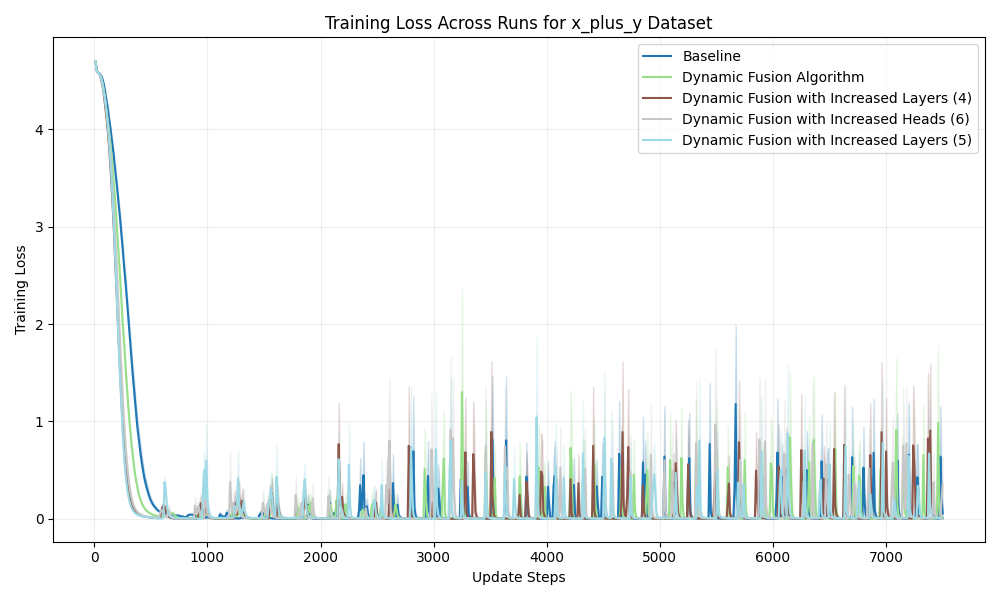 Training Loss Across Runs for x_plus_y Dataset
Baseline
Dynamic Fusion Algorithm
Dynamic Fusion with Increased Layers (4)
Dynamic Fusion with Increased Heads (6)
Dynamic Fusion with Increased Layers (5)
Training Loss
4
3
2
1
0
0 1000 2000 3000 4000 5000 6000 7000
Update Steps